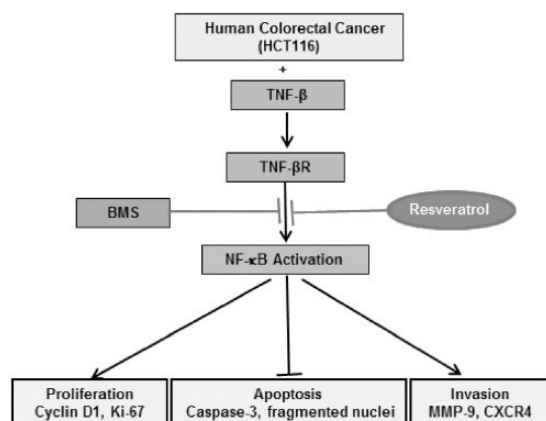 Human Colorectal Cancer
(HCT116)
+
TNF-β
TNF-βR
BMS
Resveratrol
NF-κB Activation
Proliferation
Cyclin D1, Ki-67
Apoptosis
Caspase-3, fragmented nuclei
Invasion
MMP-9, CXCR4